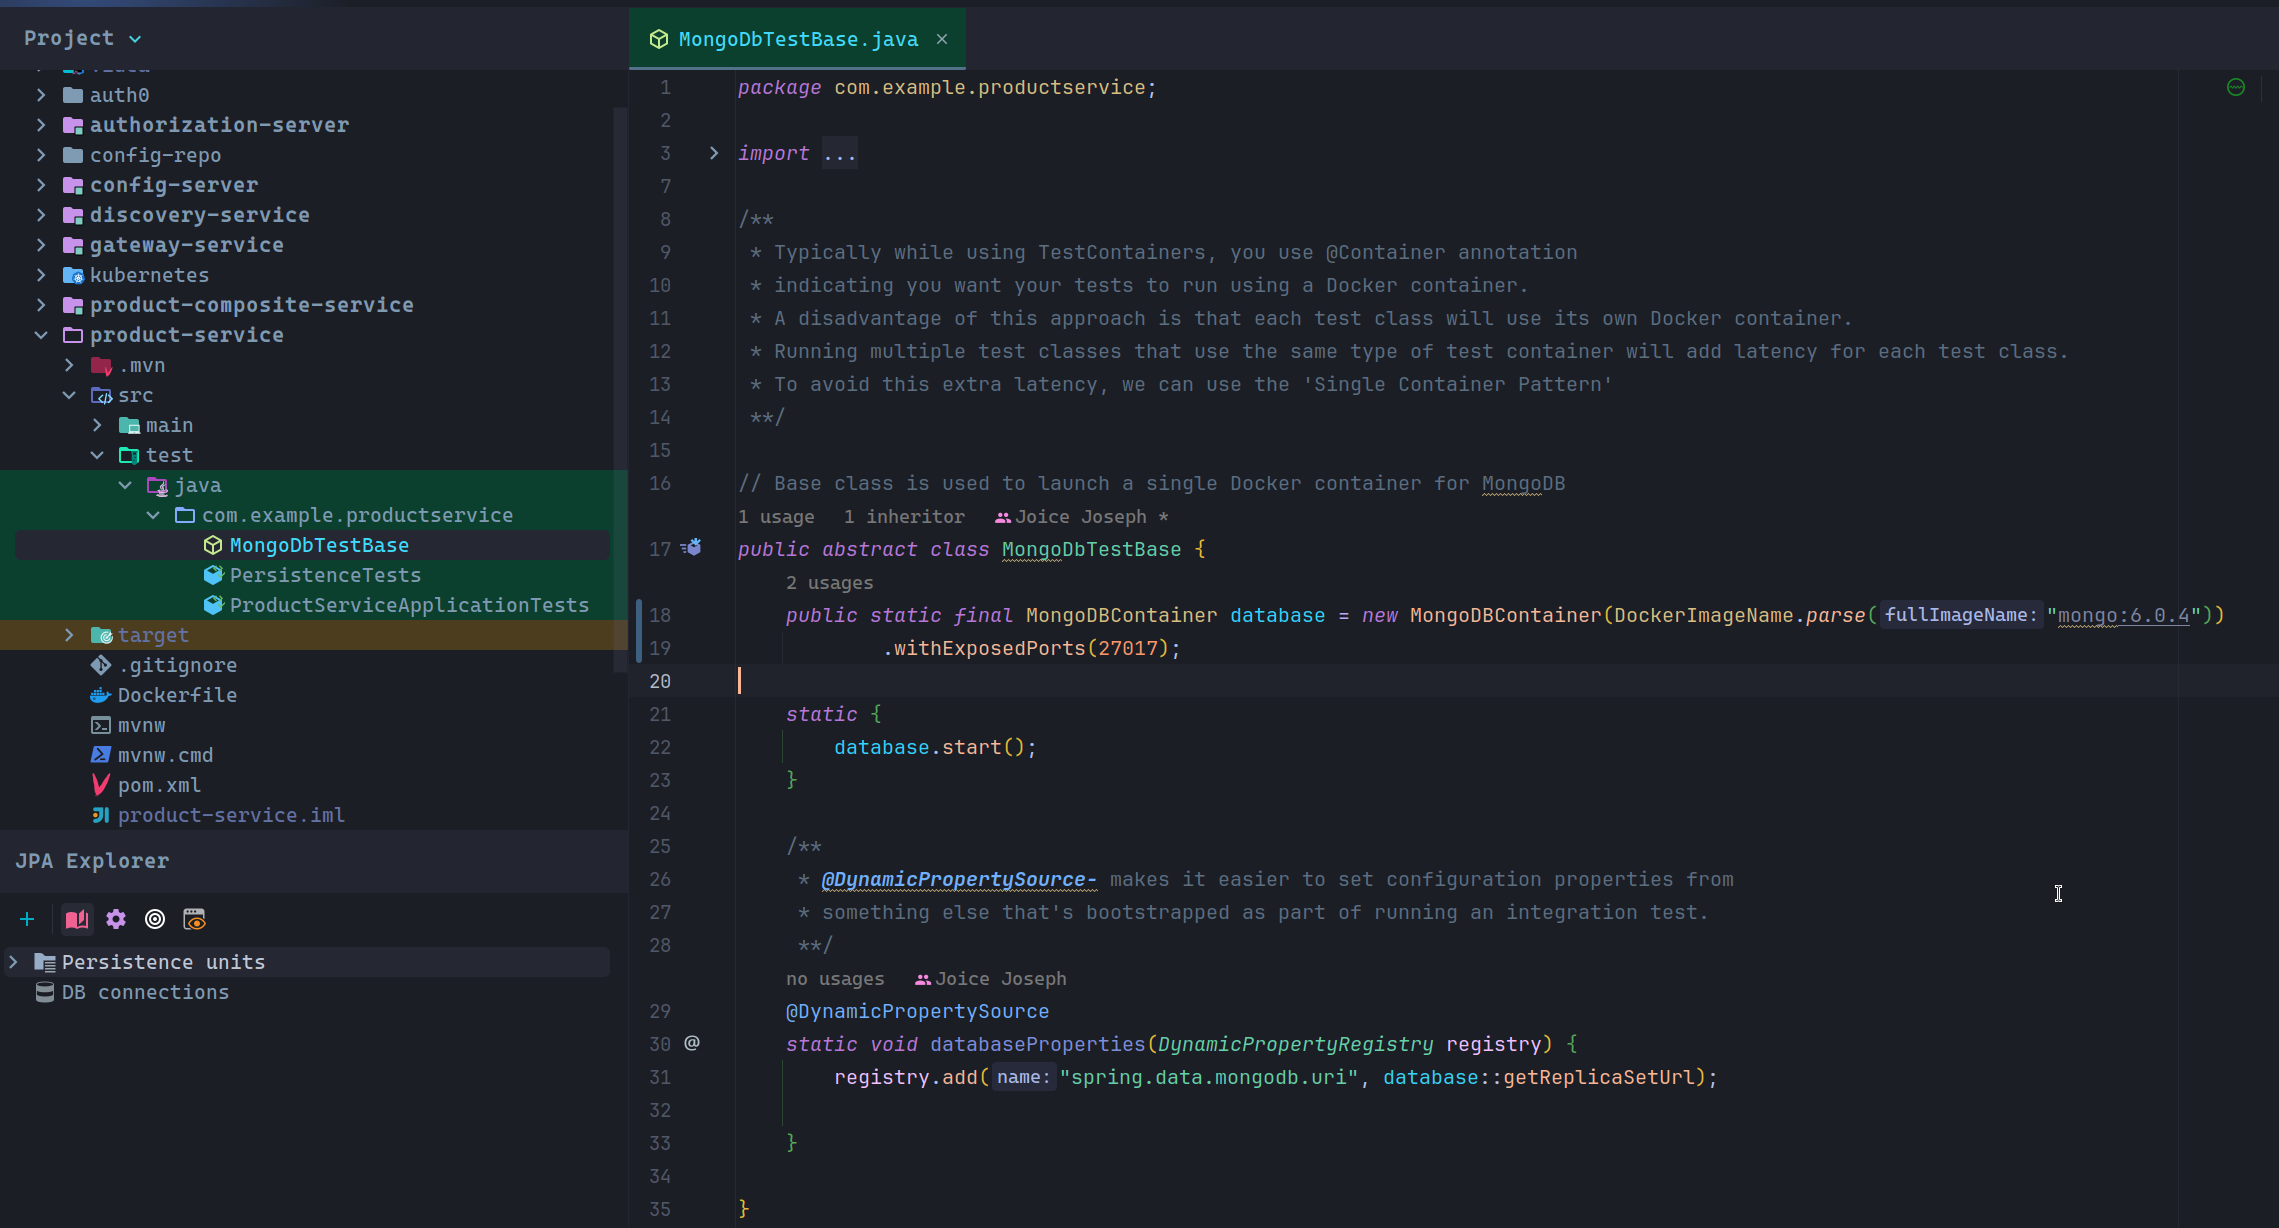 Project
MongoDbTestBase.java
auth0
authorization-server
config-repo
config-server
discovery-service
gateway-service
kubernetes
product-composite-service
product-service
.mvn
src
main
test
java
com.example.productservice
MongoDbTestBase
PersistenceTests
ProductServiceApplicationTests
target
.gitignore
Dockerfile
mvnw
mvnw.cmd
pom.xml
product-service.iml
JPA Explorer
Persistence units
DB connections
1 package com.example.productservice;
2
3 import ...
7
8 /**
9 * Typically while using TestContainers, you use @Container annotation
10 * indicating you want your tests to run using a Docker container.
11 * A disadvantage of this approach is that each test class will use its own Docker container.
12 * Running multiple test classes that use the same type of test container will add latency for each test class.
13 * To avoid this extra latency, we can use the 'Single Container Pattern'
14 **/
15
16 // Base class is used to launch a single Docker container for MongoDB
1 usage 1 inheritor Joice Joseph *
17 public abstract class MongoDbTestBase {
2 usages
18 public static final MongoDBContainer database = new MongoDBContainer(DockerImageName.parse( fullImageName: "mongo:6.0.4"))
19 .withExposedPorts(27017);
20
21 static {
22 database.start();
23 }
24
25 /**
26 * @DynamicPropertySource- makes it easier to set configuration properties from
27 * something else that's bootstrapped as part of running an integration test.
28 **/
no usages Joice Joseph
29 @DynamicPropertySource
30 @ static void databaseProperties(DynamicPropertyRegistry registry) {
31 registry.add( name: "spring.data.mongodb.uri", database::getReplicaSetUrl);
32
33 }
34
35 }